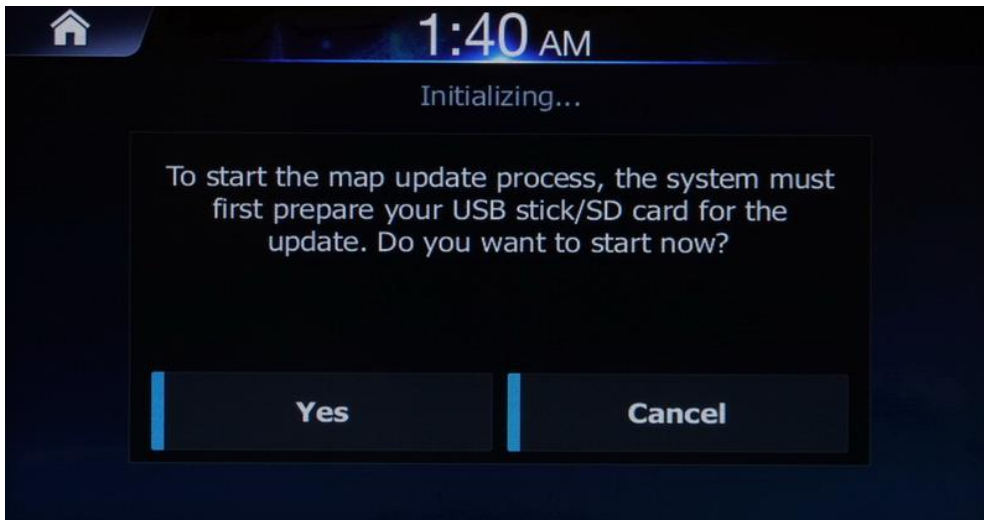 1:40 AM
Initializing...
To start the map update process, the system must
first prepare your USB stick/SD card for the
update. Do you want to start now?
Yes
Cancel